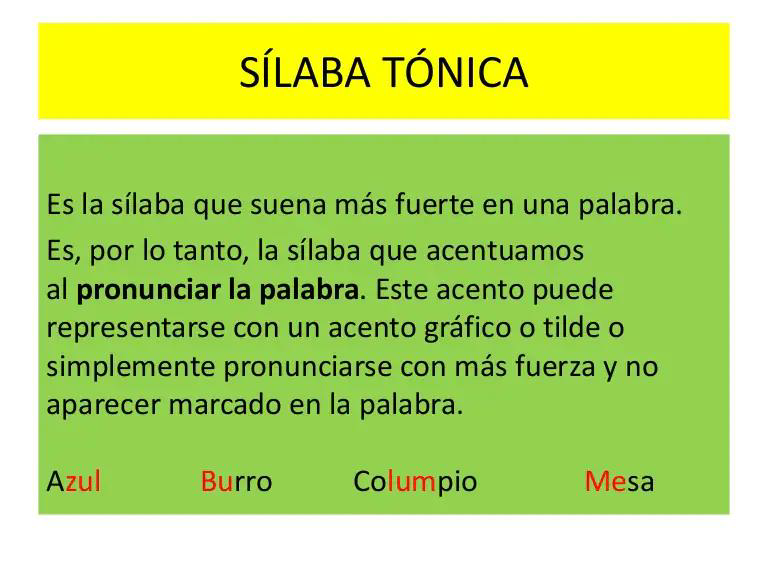 SÍLABA TÓNICA
Es la sílaba que suena más fuerte en una palabra.
Es, por lo tanto, la sílaba que acentuamos
al pronunciar la palabra. Este acento puede
representarse con un acento gráfico o tilde o
simplemente pronunciarse con más fuerza y no
aparecer marcado en la palabra.
Azul Burro Columpio Mesa